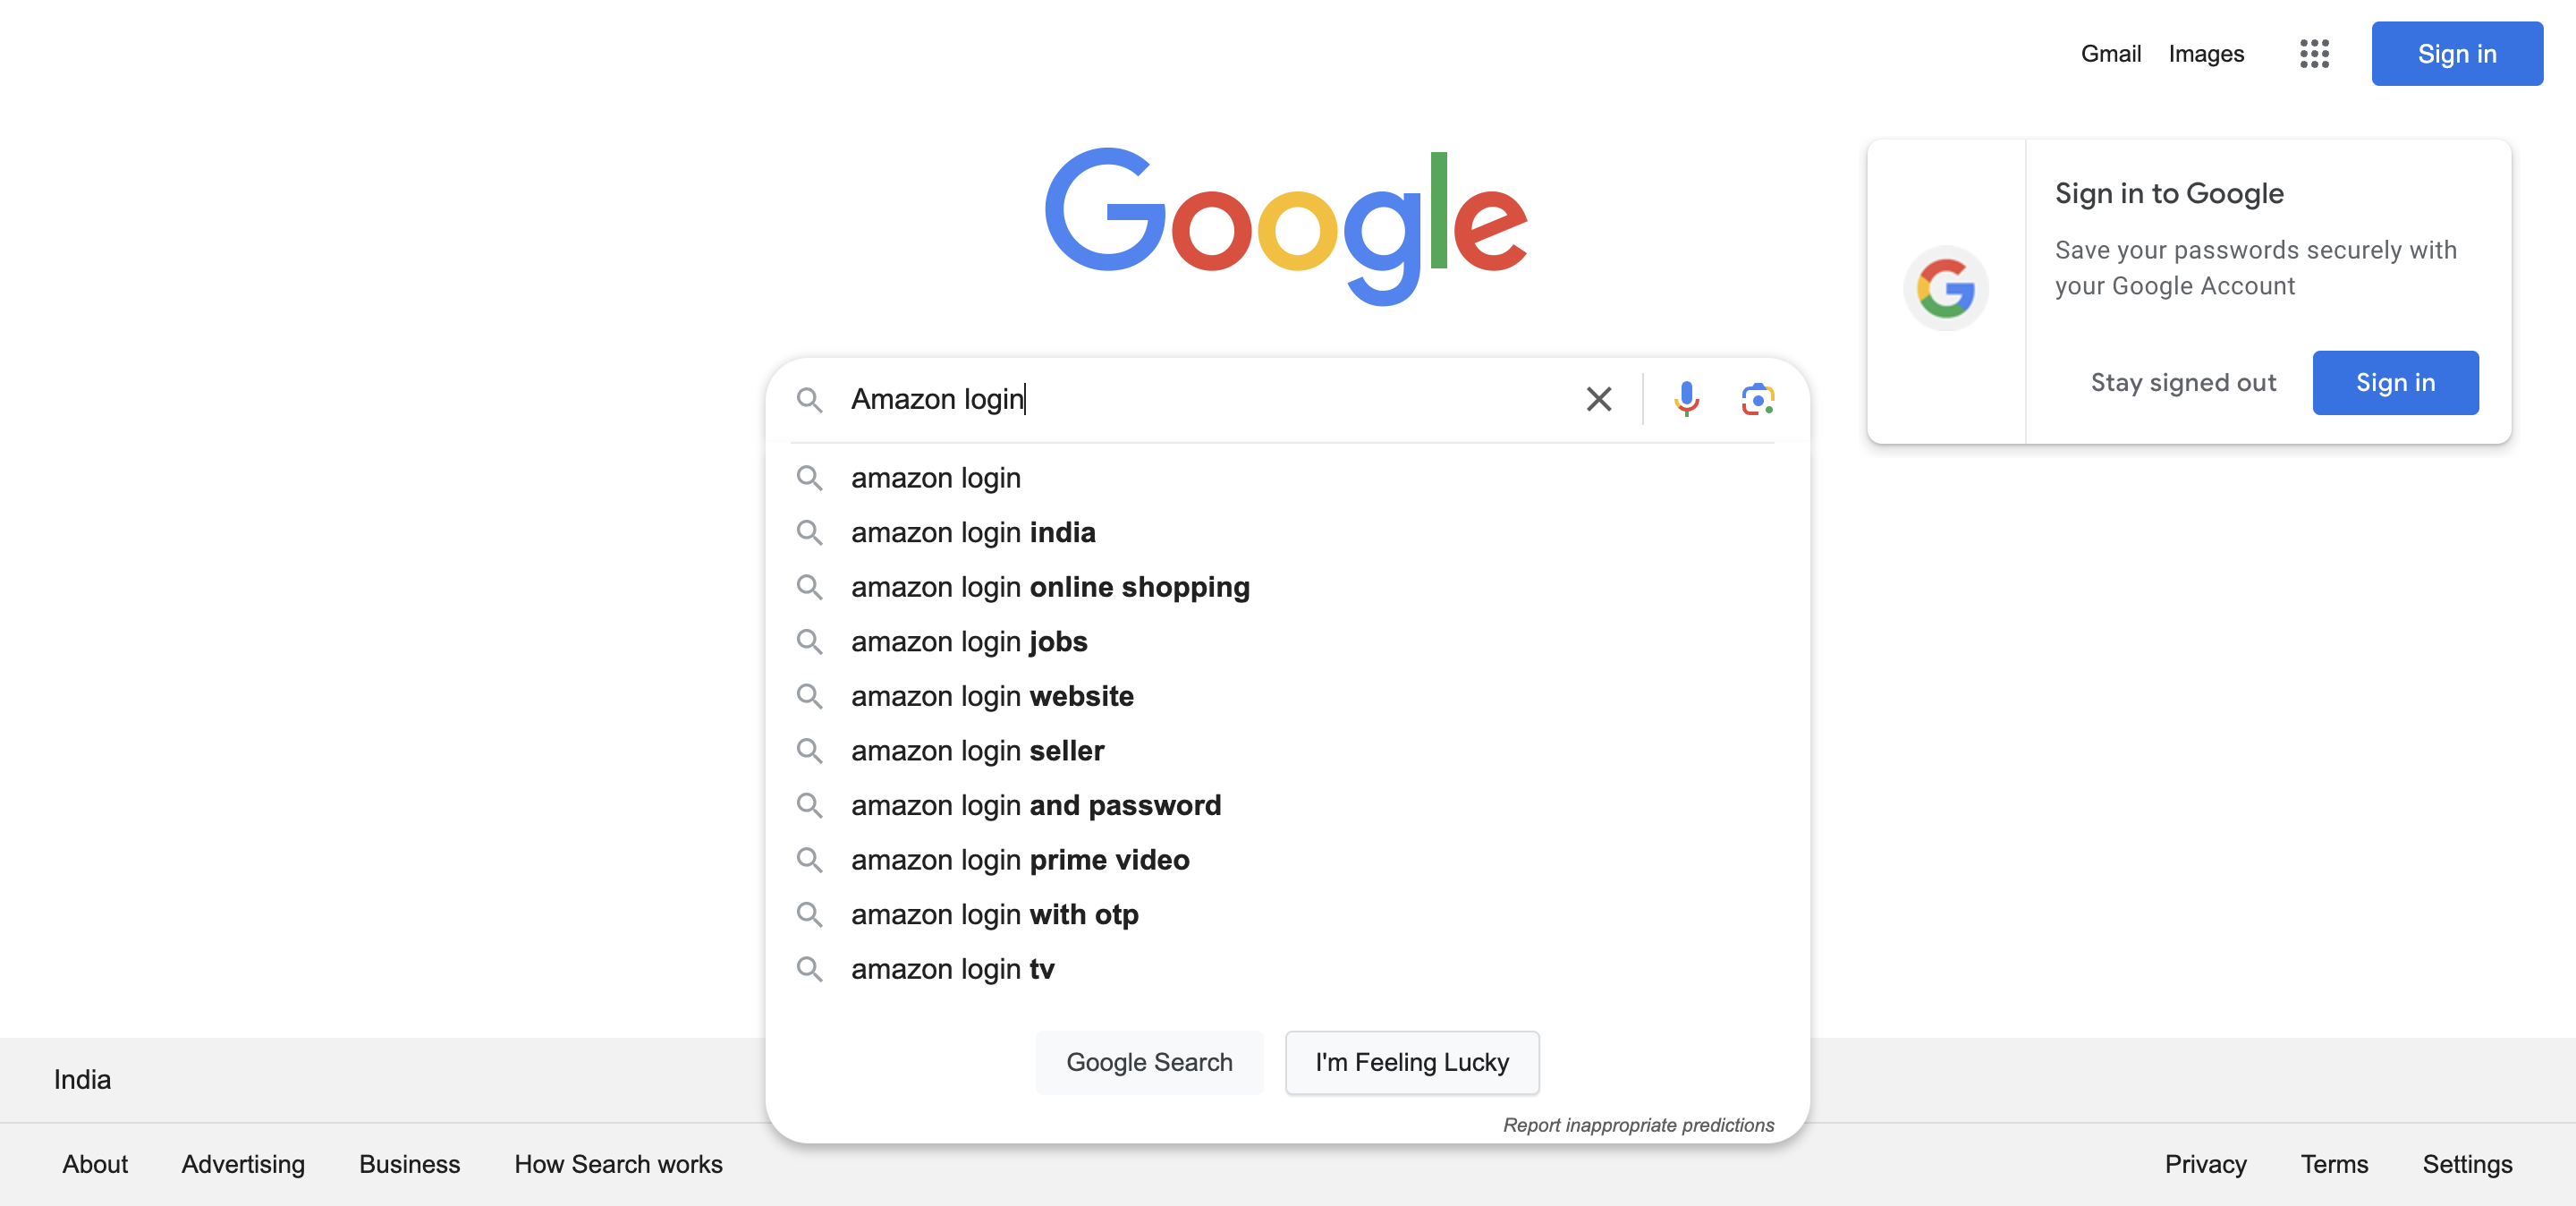 Gmail Images Sign in
Google
Sign in to Google
Save your passwords securely with
your Google Account
Stay signed out Sign in
Amazon login
amazon login
amazon login india
amazon login online shopping
amazon login jobs
amazon login website
amazon login seller
amazon login and password
amazon login prime video
amazon login with otp
amazon login tv
Google Search I'm Feeling Lucky
Report inappropriate predictions
India
About Advertising Business How Search works Privacy Terms Settings